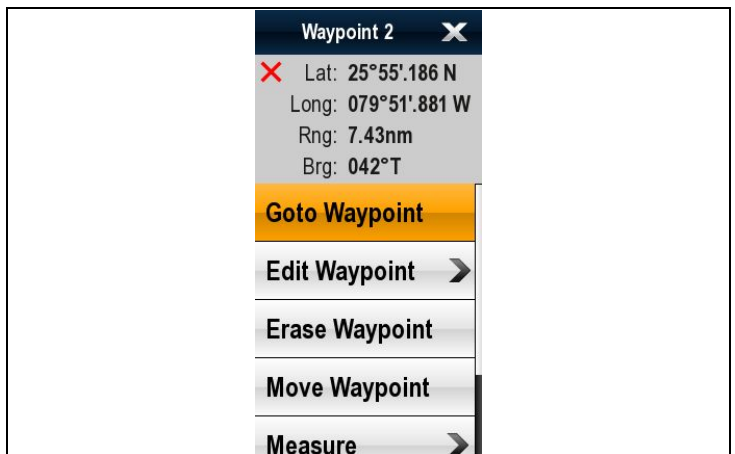 Waypoint 2
Lat: 25°55'.186 N
Long: 079°51'.881 W
Rng: 7.43nm
Brg: 042°T
Goto Waypoint
Edit Waypoint
Erase Waypoint
Move Waypoint
Measure